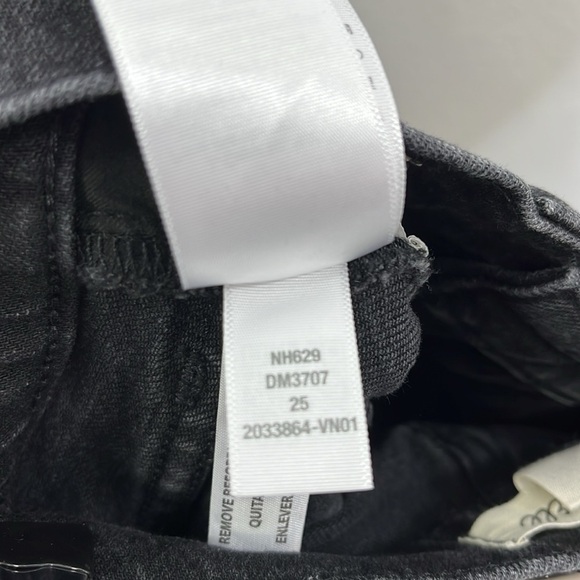 NH629
DM3707
25
2033864-VN01
REMOVE BEFORE
QUITA
ENLEVER